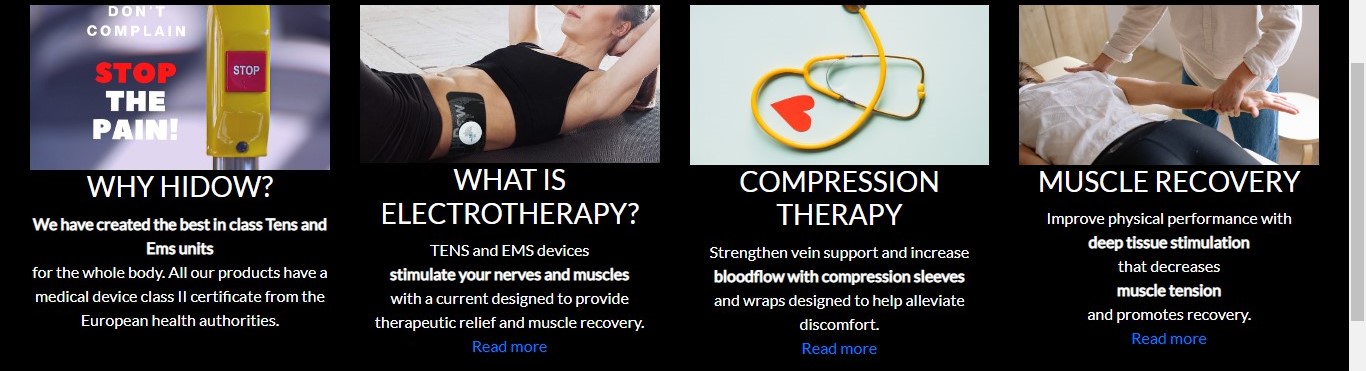 DON'T
COMPLAIN
STOP
THE
PAIN!
STOP
WHY HIDOW?
We have created the best in class Tens and
Ems units
for the whole body. All our products have a
medical device class II certificate from the
European health authorities.
WHAT IS
ELECTROTHERAPY?
TENS and EMS devices
stimulate your nerves and muscles
with a current designed to provide
therapeutic relief and muscle recovery.
Read more
COMPRESSION
THERAPY
Strengthen vein support and increase
bloodflow with compression sleeves
and wraps designed to help alleviate
discomfort.
Read more
MUSCLE RECOVERY
Improve physical performance with
deep tissue stimulation
that decreases
muscle tension
and promotes recovery.
Read more